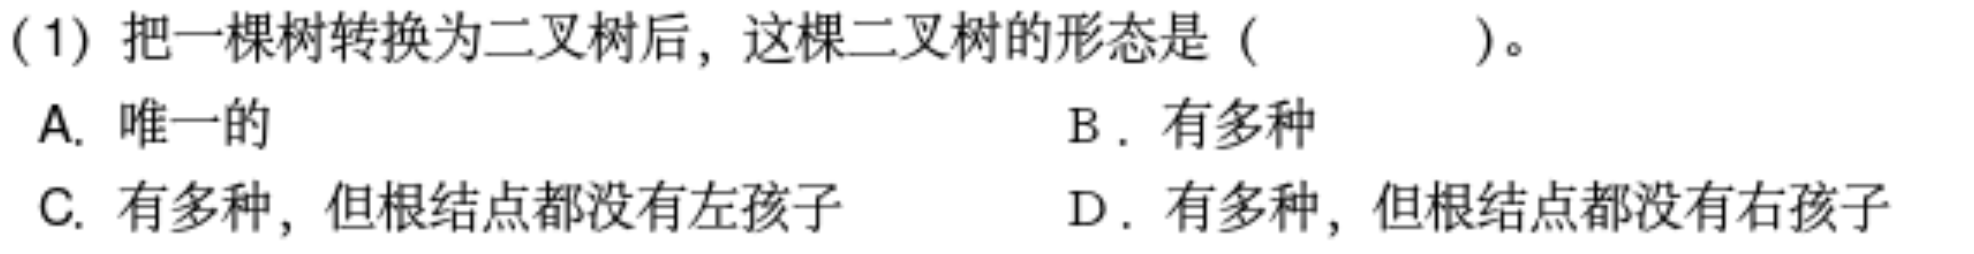 (1) 把一棵树转换为二叉树后，这棵二叉树的形态是（　　　　）。
A. 唯一的　　B. 有多种
C. 有多种，但根结点都没有左孩子　　D. 有多种，但根结点都没有右孩子